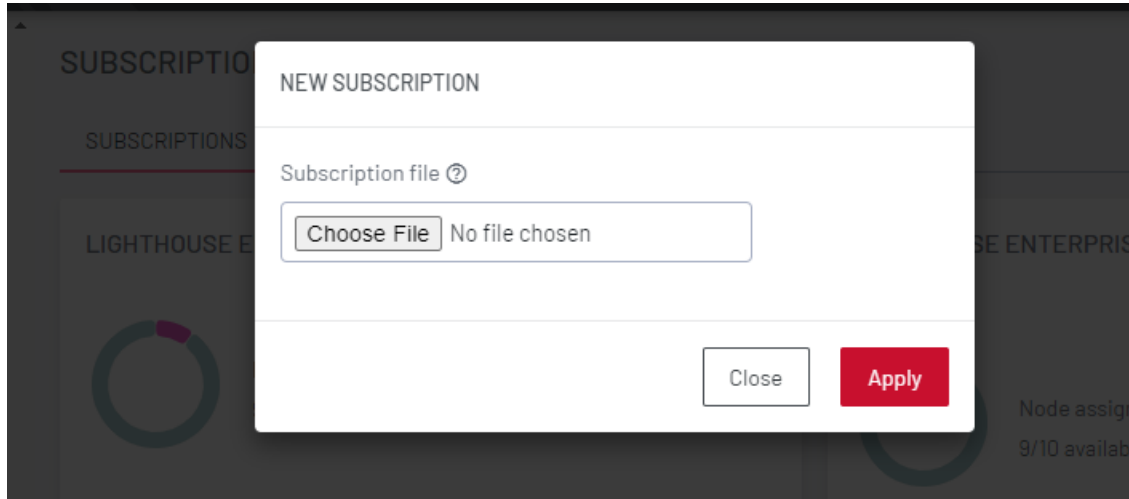 SUBSCRIPTIO
NEW SUBSCRIPTION
SUBSCRIPTIONS
Subscription file
Choose File No file chosen
LIGHTHOUSE E
SE ENTERPRIS
Close
Apply
Node assig
9/10 availab